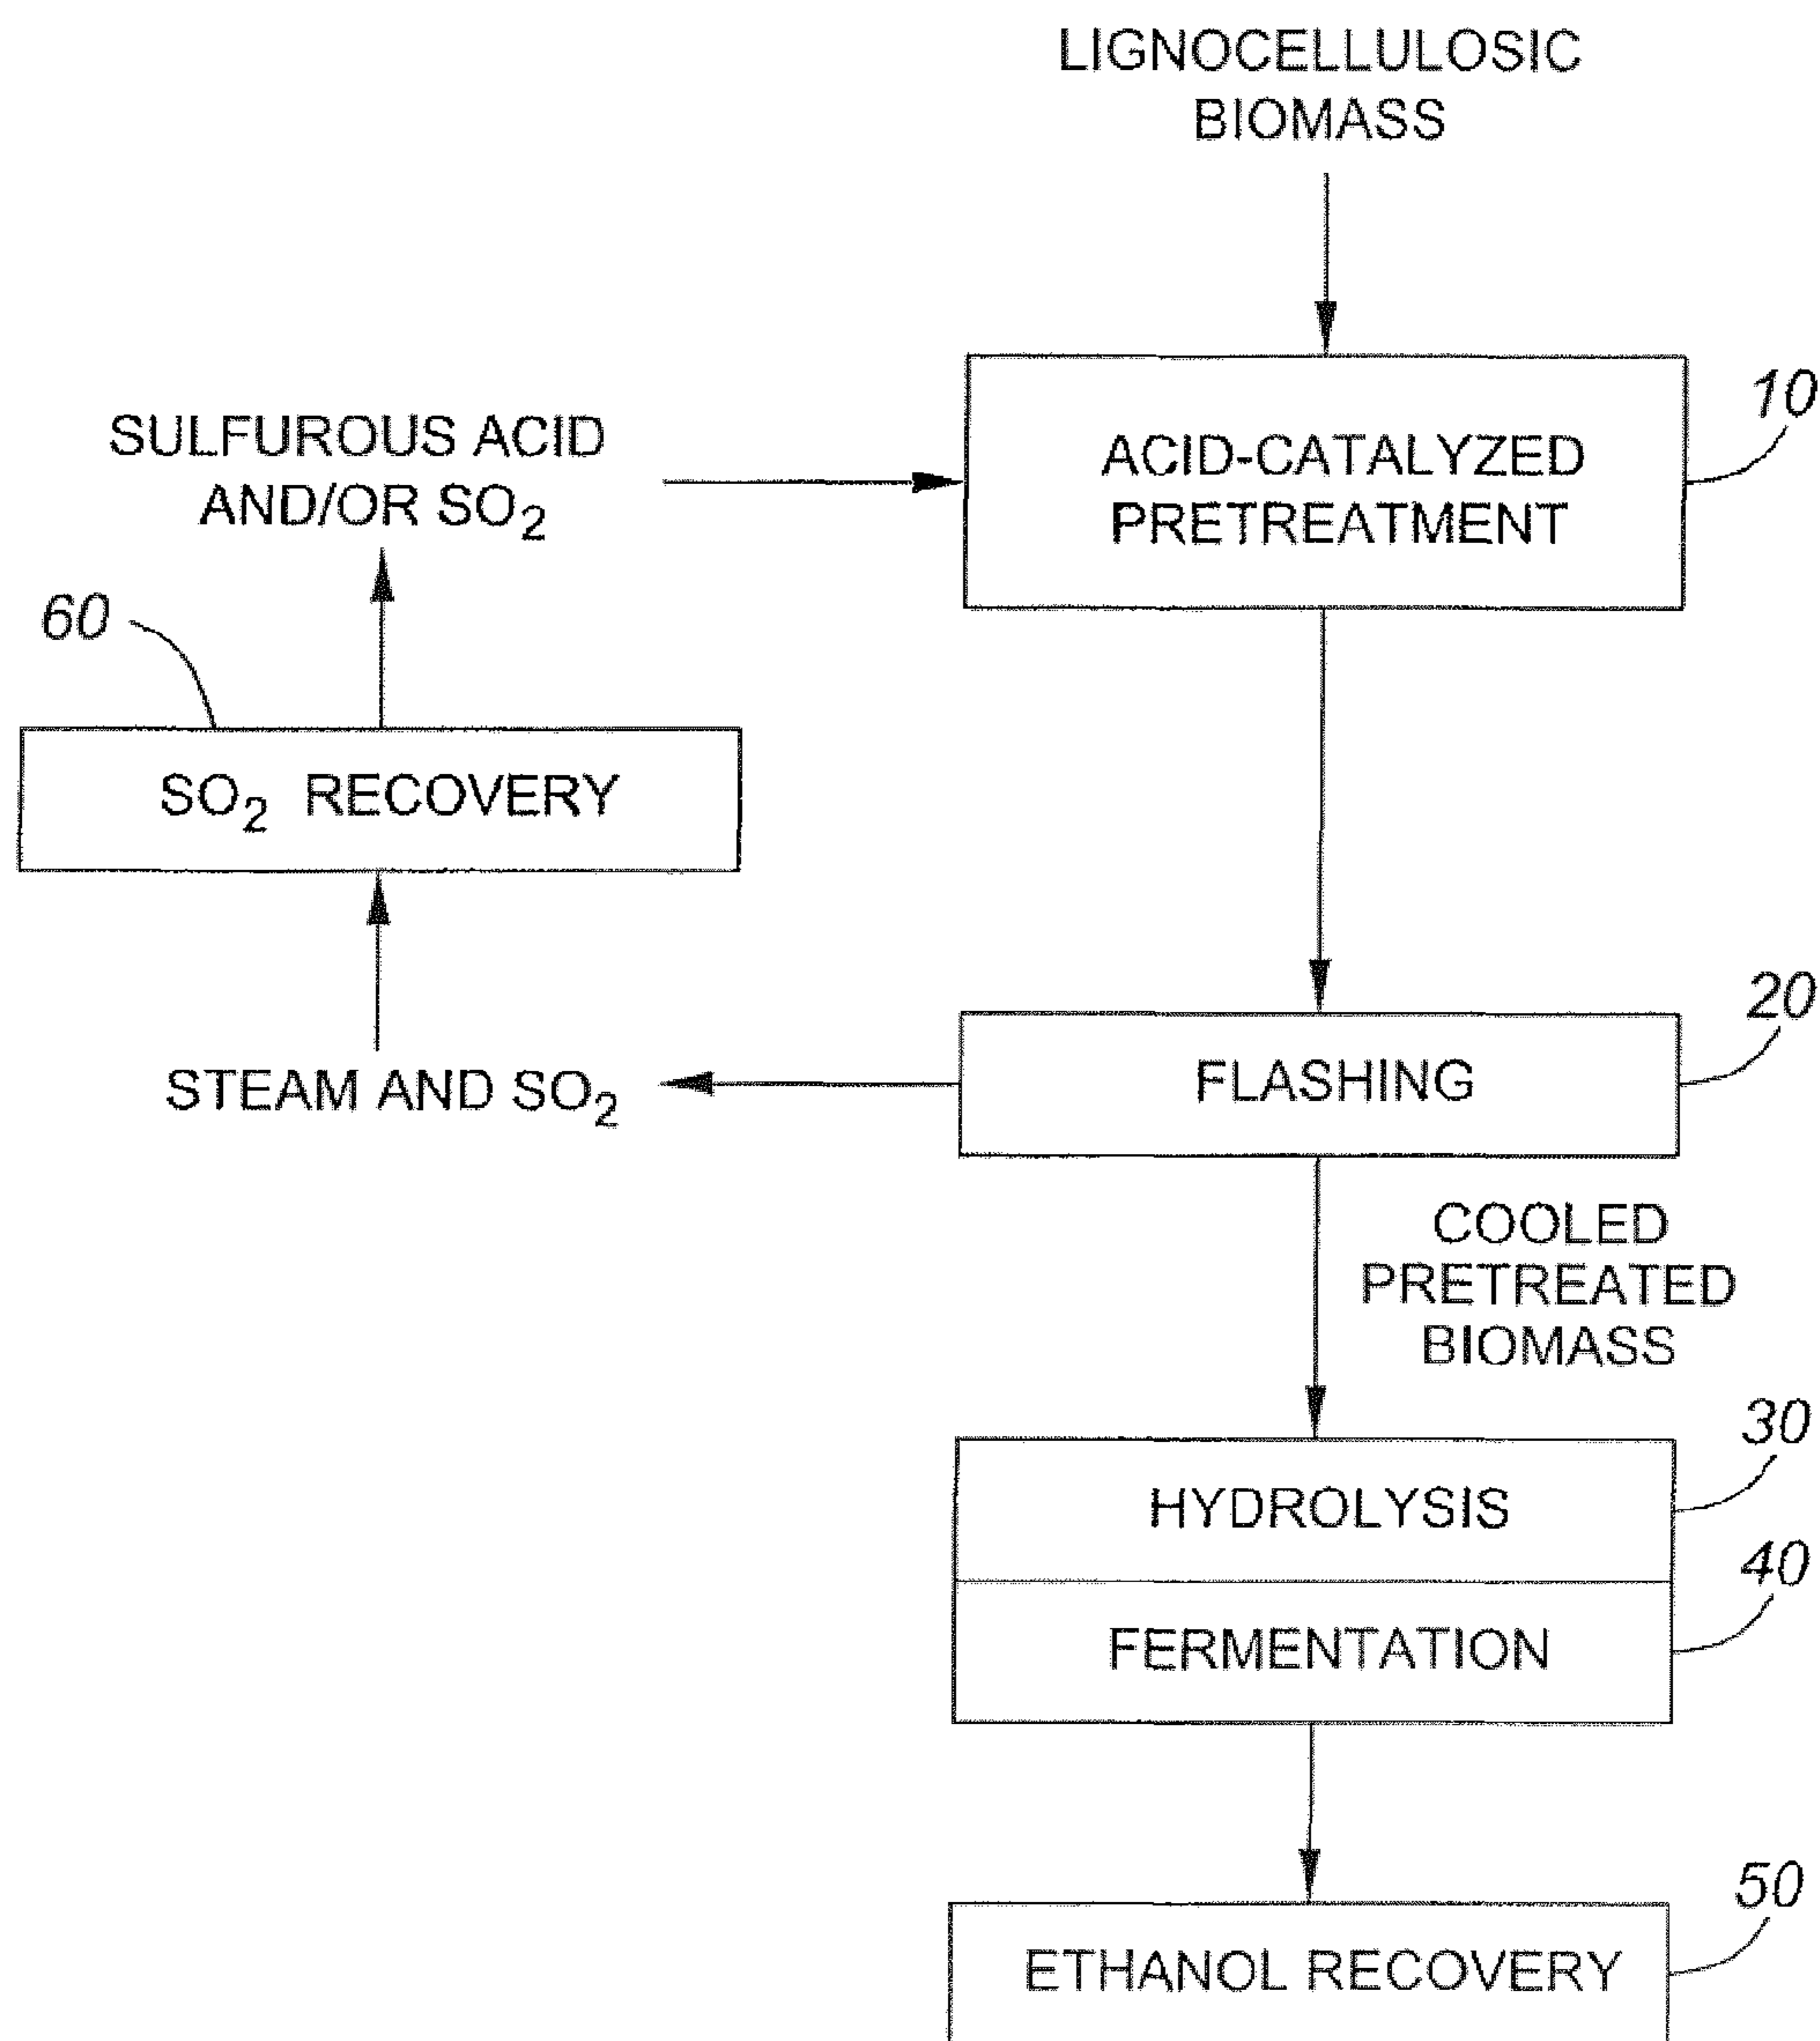 LIGNOCELLULOSIC
BIOMASS
10
ACID-CATALYZED
PRETREATMENT
SULFUROUS ACID
AND/OR SO₂
60
SO₂ RECOVERY
STEAM AND SO₂
20
FLASHING
COOLED
PRETREATED
BIOMASS
30
HYDROLYSIS
40
FERMENTATION
50
ETHANOL RECOVERY